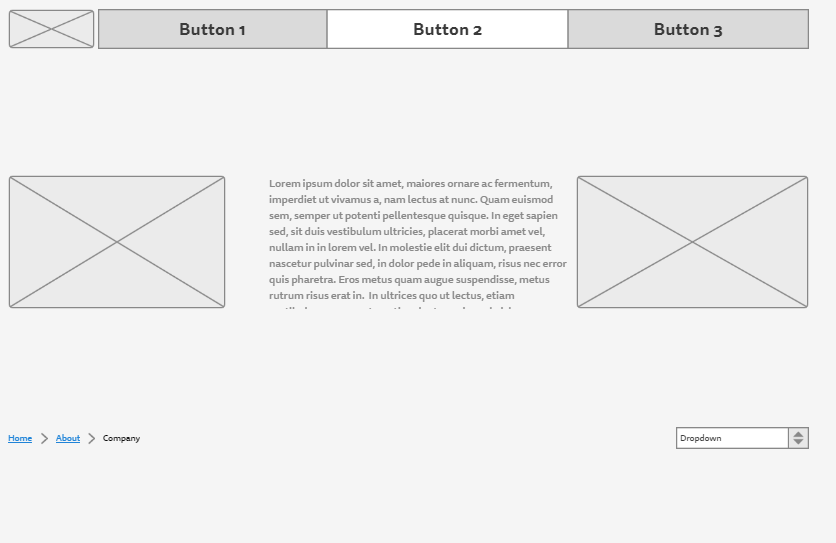 Button 1
Button 2
Button 3
Lorem ipsum dolor sit amet, maiores ornare ac fermentum,
imperdiet ut vivamus a, nam lectus at nunc. Quam euismod
sem, semper ut potenti pellentesque quisque. In eget sapien
sed, sit duis vestibulum ultricies, placerat morbi amet vel,
nullam in in lorem vel. In molestie elit dui dictum, praesent
nascetur pulvinar sed, in dolor pede in aliquam, risus nec error
quis pharetra. Eros metus quam augue suspendisse, metus
rutrum risus erat in.  In ultrices quo ut lectus, etiam
Home
About
Company
Dropdown